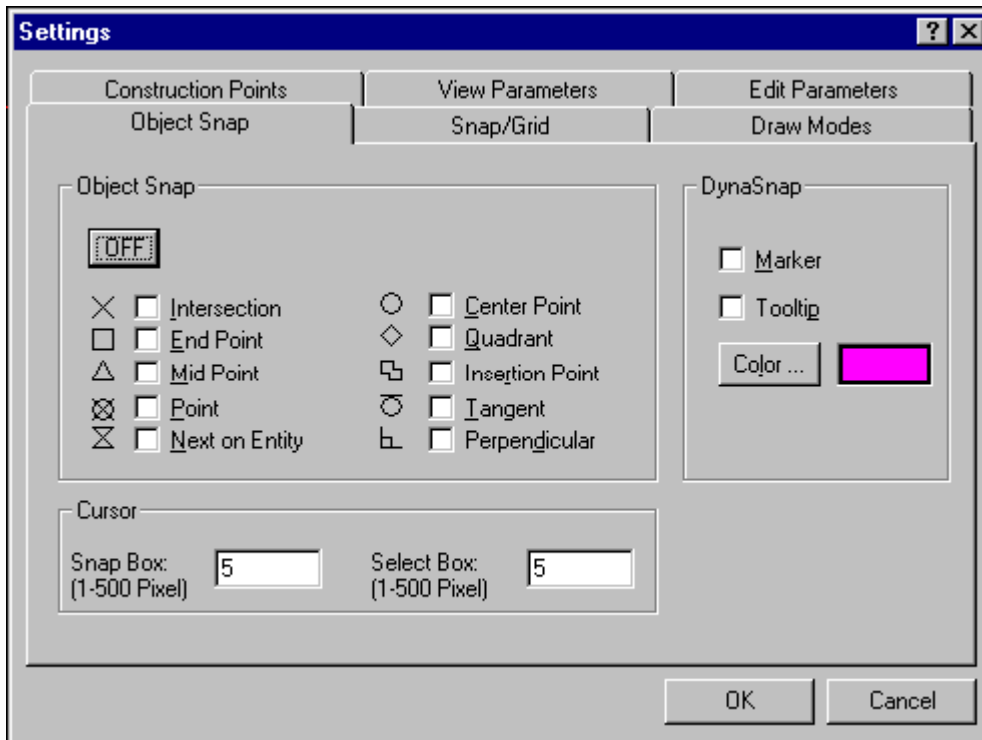 Settings
Construction Points View Parameters Edit Parameters
Object Snap Snap/Grid Draw Modes
Object Snap
OFF
Intersection
End Point
Mid Point
Point
Next on Entity
Center Point
Quadrant
Insertion Point
Tangent
Perpendicular
DynaSnap
Marker
Tooltip
Color ...
Cursor
Snap Box: 5
(1-500 Pixel)
Select Box: 5
(1-500 Pixel)
OK Cancel